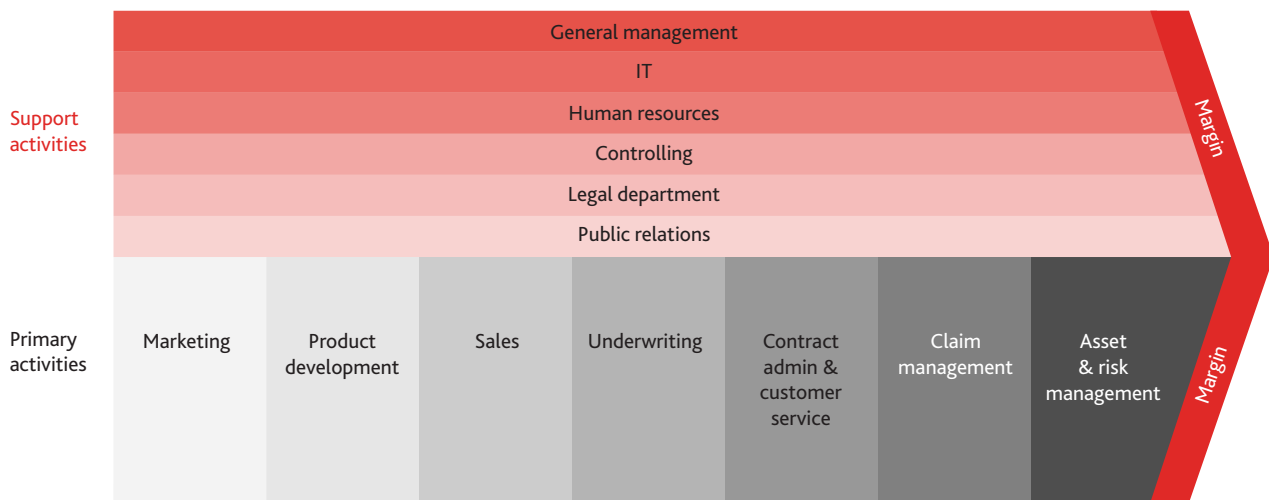 General management
IT
Human resources
Support
activities
Controlling
Legal department
Public relations
Margin
Primary
activities
Marketing
Product
development
Sales
Underwriting
Contract
admin &
customer
service
Claim
management
Asset
& risk
management
Margin